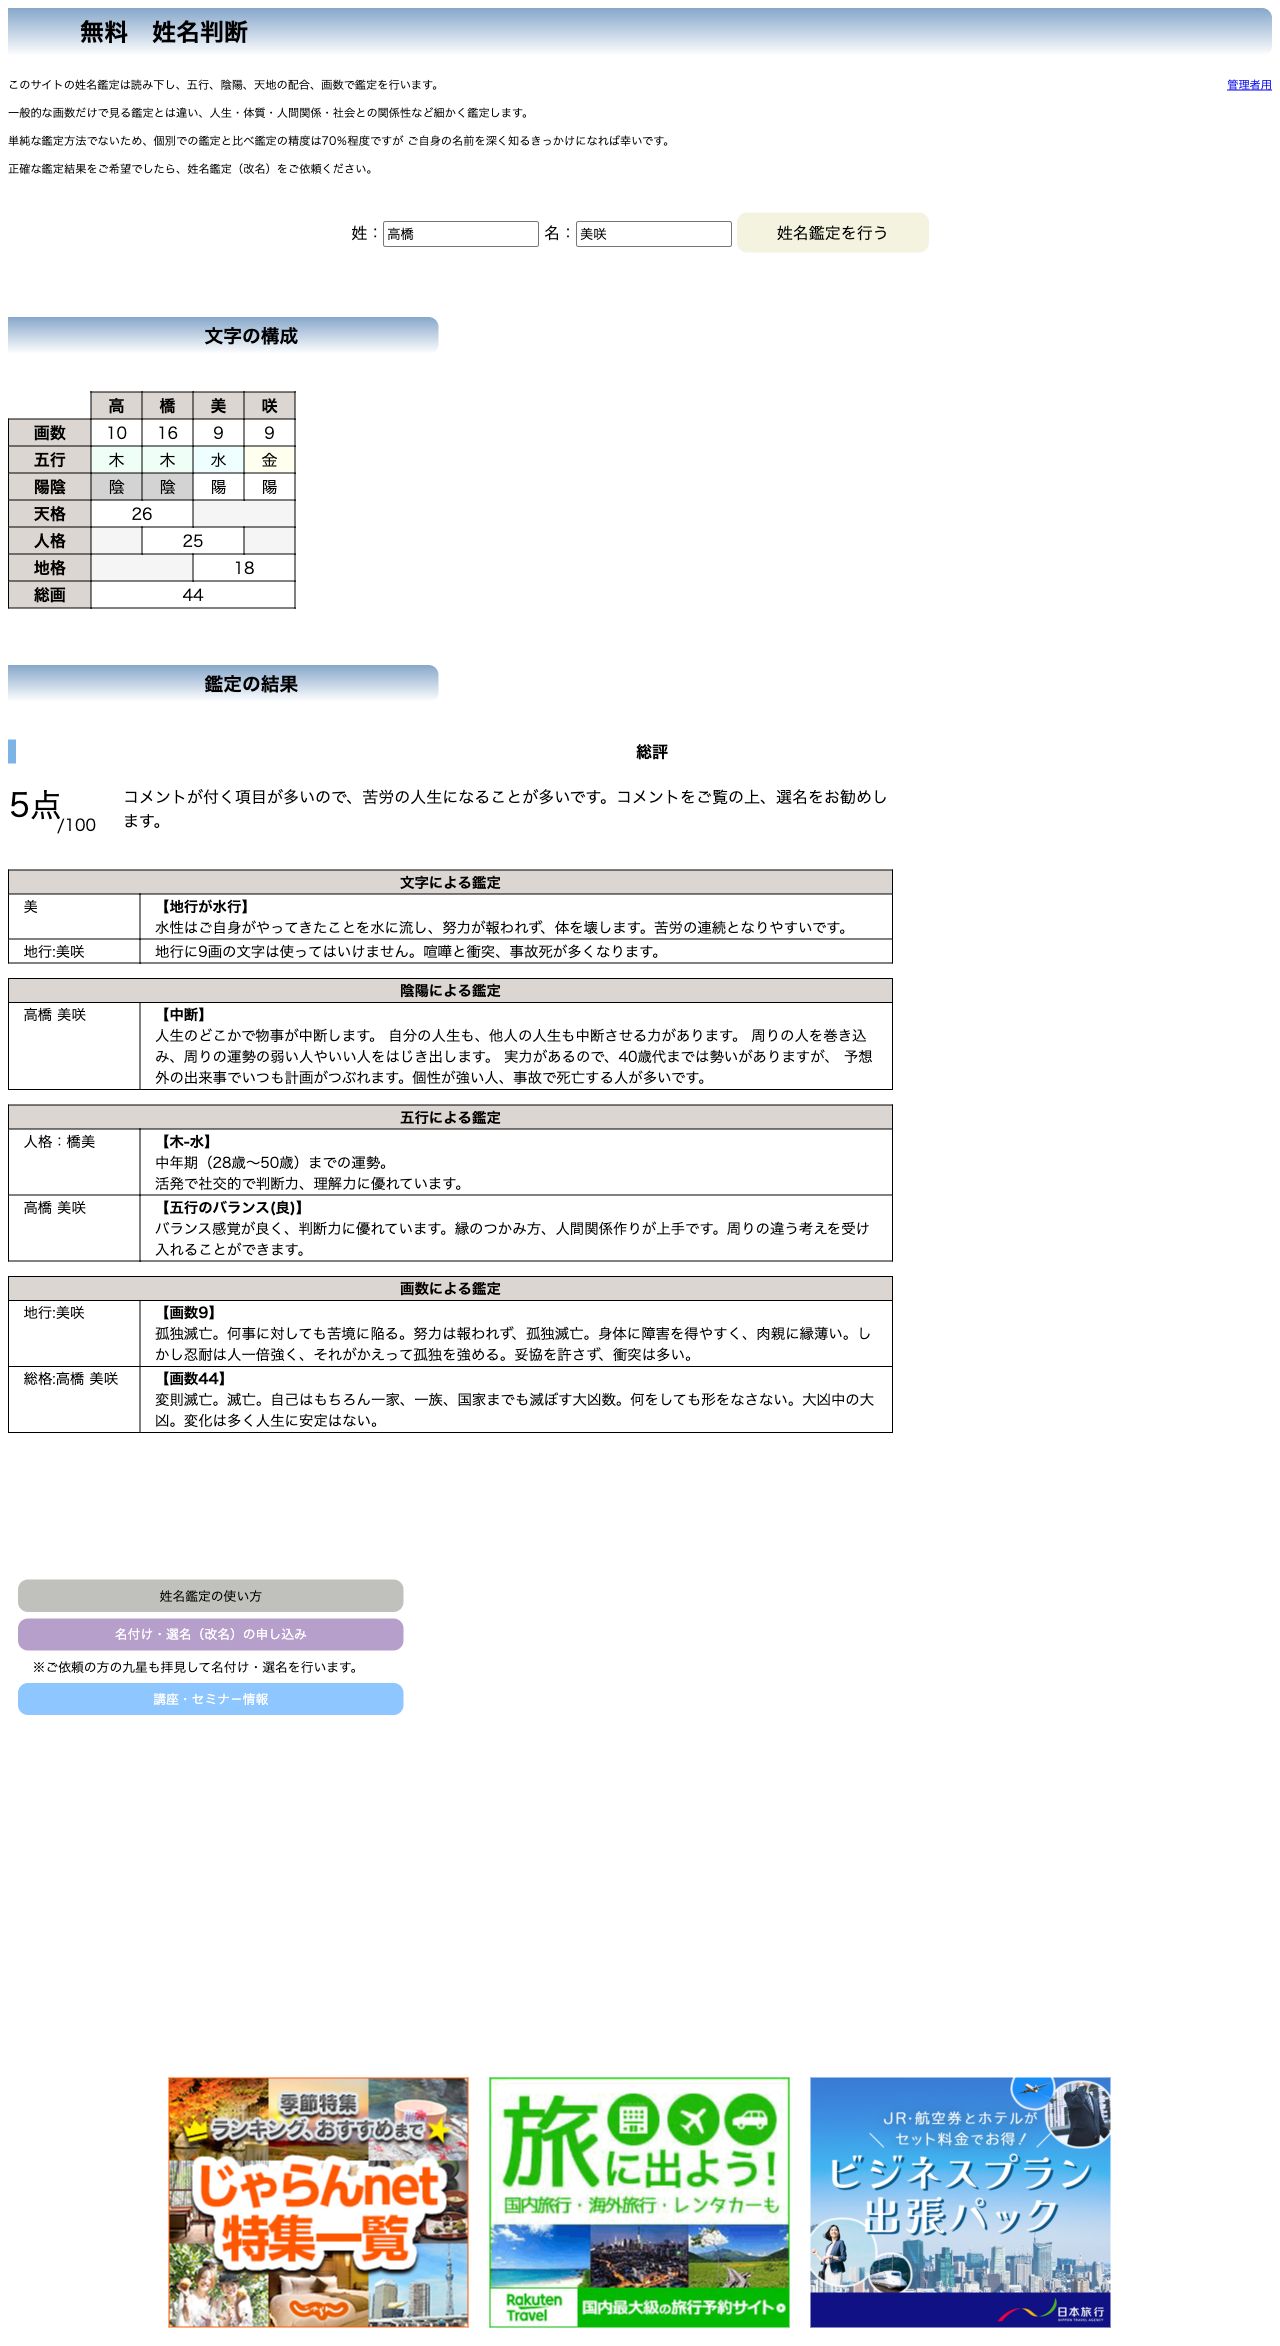 無料　姓名判断
このサイトの姓名鑑定は読み下し、五行、陰陽、天地の配合、画数で鑑定を行います。
管理者用
一般的な画数だけで見る鑑定とは違い、人生・体質・人間関係・社会との関係性など細かく鑑定します。
単純な鑑定方法でないため、個別での鑑定と比べ鑑定の精度は70%程度ですが ご自身の名前を深く知るきっかけになれば幸いです。
正確な鑑定結果をご希望でしたら、姓名鑑定（改名）をご依頼ください。
姓：高橋 名：美咲 姓名鑑定を行う
文字の構成
高 橋 美 咲
画数 10 16 9 9
五行 木 木 水 金
陽陰 陰 陰 陽 陽
天格 26
人格 25
地格 18
総画 44
鑑定の結果
総評
5点/100
コメントが付く項目が多いので、苦労の人生になることが多いです。コメントをご覧の上、選名をお勧めし
ます。
文字による鑑定
美 【地行が水行】
水性はご自身がやってきたことを水に流し、努力が報われず、体を壊します。苦労の連続となりやすいです。
地行:美咲 地行に9画の文字は使ってはいけません。喧嘩と衝突、事故死が多くなります。
陰陽による鑑定
高橋 美咲 【中断】
人生のどこかで物事が中断します。 自分の人生も、他人の人生も中断させる力があります。 周りの人を巻き込
み、周りの運勢の弱い人やいい人をはじき出します。 実力があるので、40歳代までは勢いがありますが、 予想
外の出来事でいつも計画がつぶれます。個性が強い人、事故で死亡する人が多いです。
五行による鑑定
人格：橋美 【木-水】
中年期（28歳〜50歳）までの運勢。
活発で社交的で判断力、理解力に優れています。
高橋 美咲 【五行のバランス(良)】
バランス感覚が良く、判断力に優れています。縁のつかみ方、人間関係作りが上手です。周りの違う考えを受け
入れることができます。
画数による鑑定
地行:美咲 【画数9】
孤独滅亡。何事に対しても苦境に陥る。努力は報われず、孤独滅亡。身体に障害を得やすく、肉親に縁薄い。し
かし忍耐は人一倍強く、それがかえって孤独を強める。妥協を許さず、衝突は多い。
総格:高橋 美咲 【画数44】
変則滅亡。滅亡。自己はもちろん一家、一族、国家までも滅ぼす大凶数。何をしても形をなさない。大凶中の大
凶。変化は多く人生に安定はない。
姓名鑑定の使い方
名付け・選名（改名）の申し込み
※ご依頼の方の九星も拝見して名付け・選名を行います。
講座・セミナー情報
季節特集
ランキング、おすすめまで
じゃらんnet
特集一覧
旅に出よう!
国内旅行・海外旅行・レンタカーも
Rakuten
Travel
国内最大級の旅行予約サイト
JR・航空券とホテルが
セット料金でお得！
ビジネスプラン
出張パック
日本旅行
NIPPON TRAVEL AGENCY